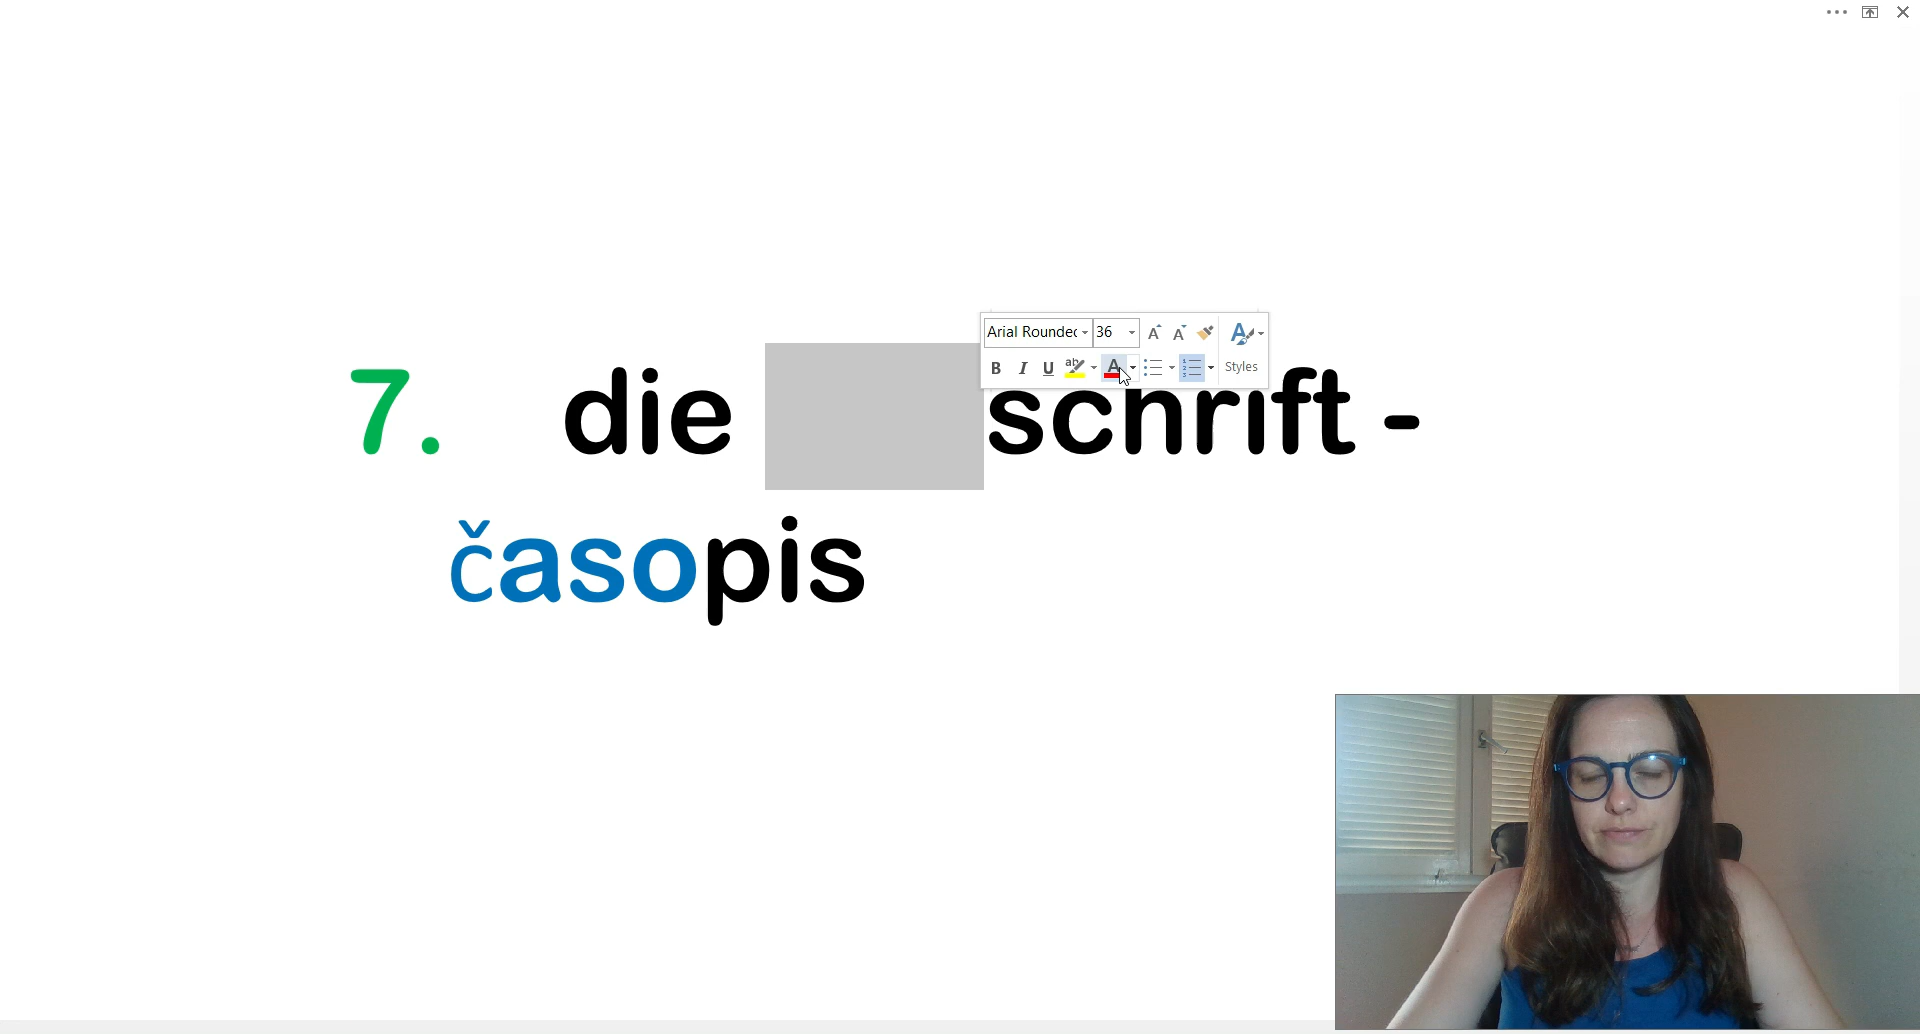 Arial Rounded
36
Styles
7. die schrift -
časopis